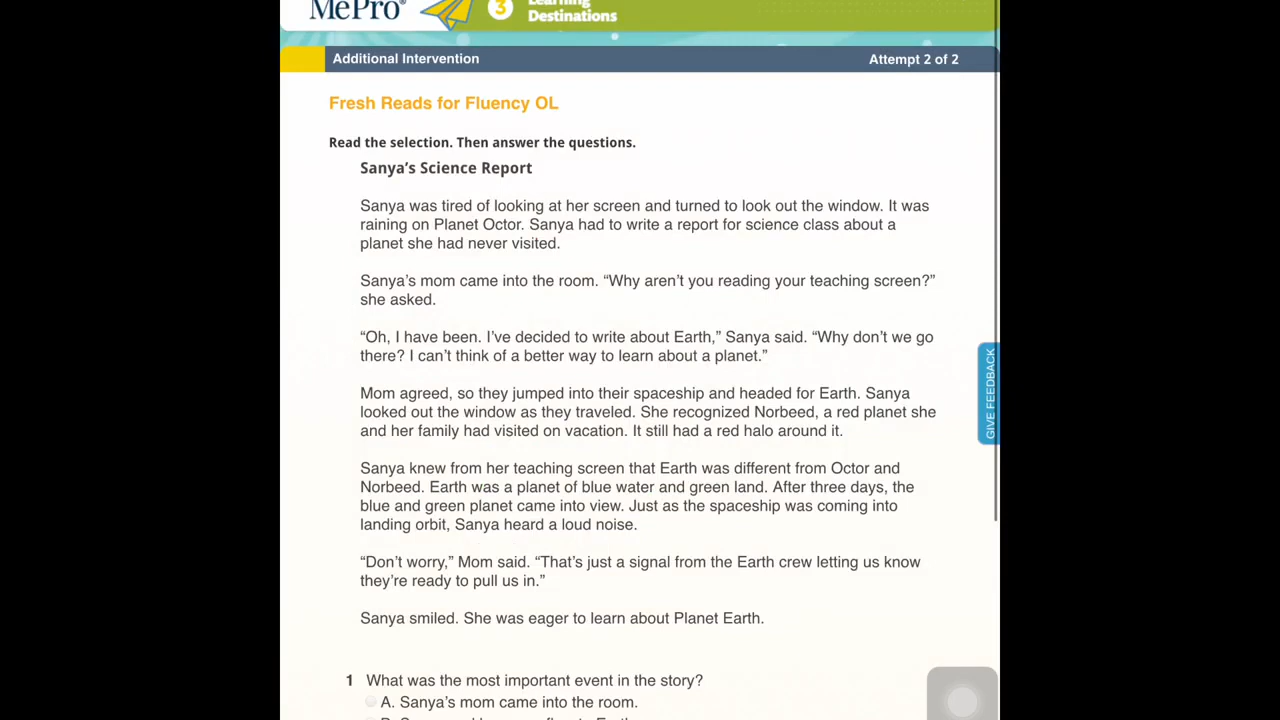 MePro®
3
Learning
Destinations
Additional Intervention
Attempt 2 of 2
Fresh Reads for Fluency OL
Read the selection. Then answer the questions.
Sanya’s Science Report
Sanya was tired of looking at her screen and turned to look out the window. It was
raining on Planet Octor. Sanya had to write a report for science class about a
planet she had never visited.
Sanya’s mom came into the room. “Why aren’t you reading your teaching screen?”
she asked.
“Oh, I have been. I’ve decided to write about Earth,” Sanya said. “Why don’t we go
there? I can’t think of a better way to learn about a planet.”
Mom agreed, so they jumped into their spaceship and headed for Earth. Sanya
looked out the window as they traveled. She recognized Norbeed, a red planet she
and her family had visited on vacation. It still had a red halo around it.
Sanya knew from her teaching screen that Earth was different from Octor and
Norbeed. Earth was a planet of blue water and green land. After three days, the
blue and green planet came into view. Just as the spaceship was coming into
landing orbit, Sanya heard a loud noise.
“Don’t worry,” Mom said. “That’s just a signal from the Earth crew letting us know
they’re ready to pull us in.”
Sanya smiled. She was eager to learn about Planet Earth.
GIVE FEEDBACK
1 What was the most important event in the story?
A. Sanya’s mom came into the room.